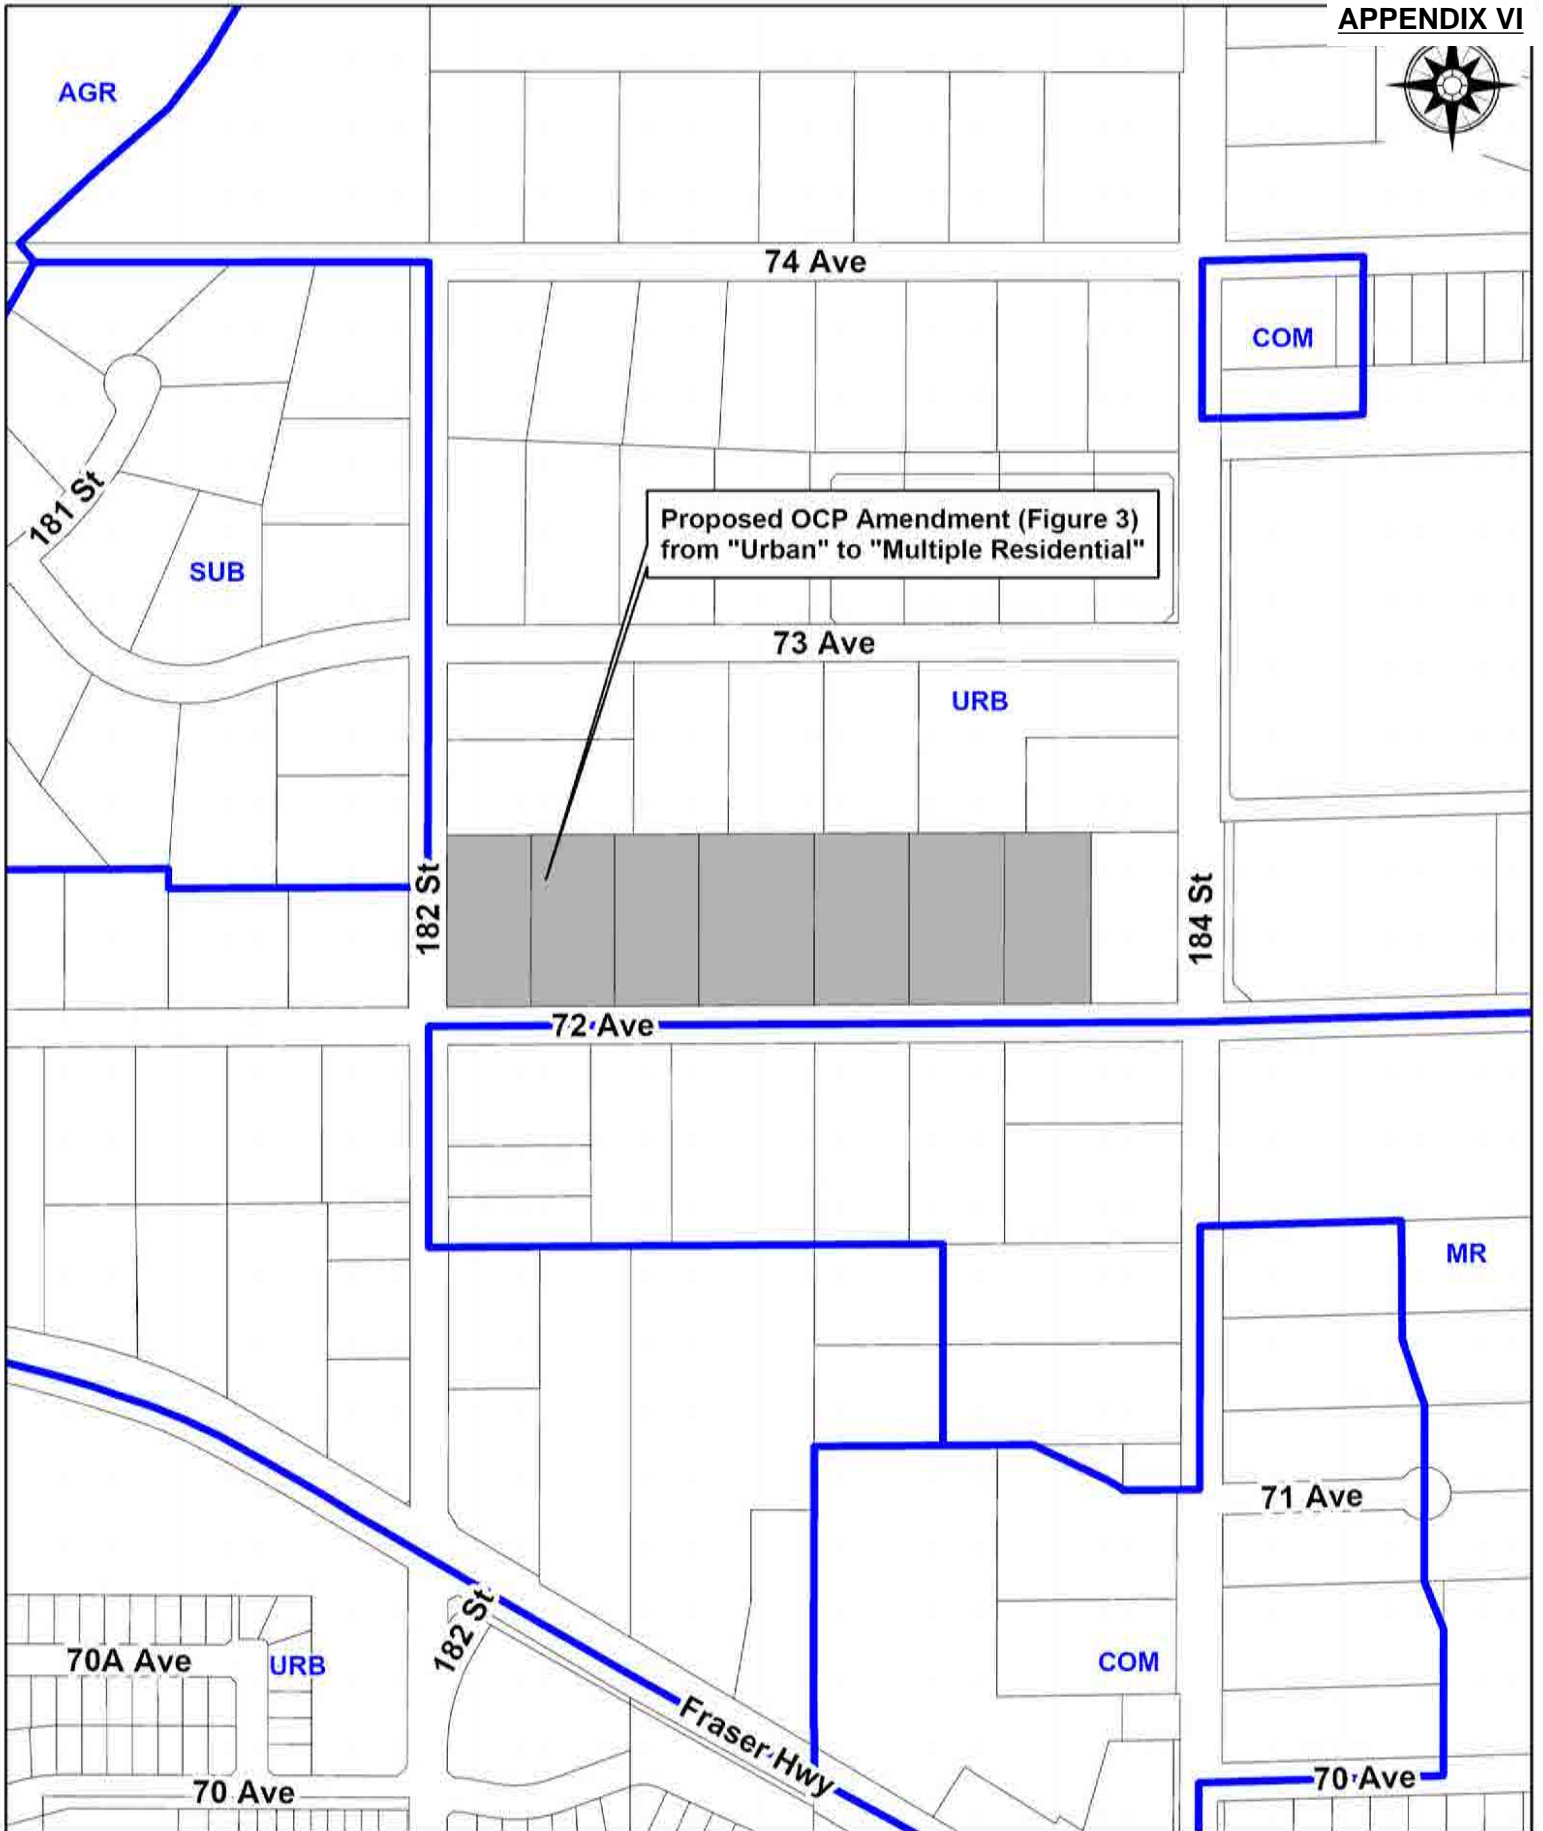 APPENDIX VI
AGR
74 Ave
COM
181 St
Proposed OCP Amendment (Figure 3)
from "Urban" to "Multiple Residential"
SUB
73 Ave
URB
182 St
184 St
72 Ave
MR
71 Ave
182 St
70A Ave
URB
COM
Fraser Hwy
70 Ave
70 Ave